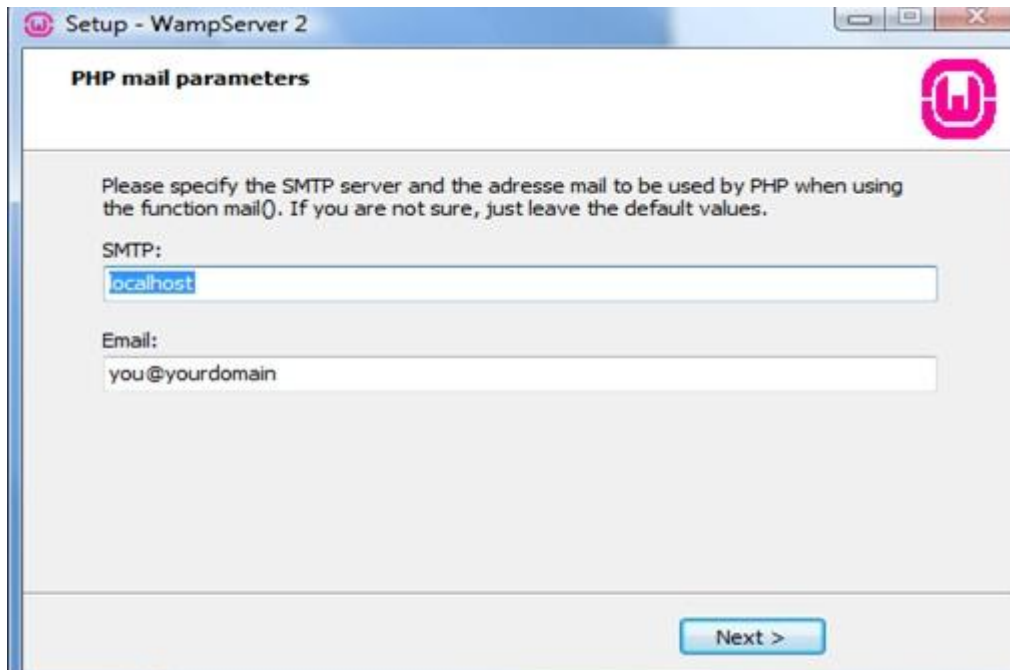 Setup - WampServer 2
PHP mail parameters
Please specify the SMTP server and the adresse mail to be used by PHP when using
the function mail(). If you are not sure, just leave the default values.
SMTP:
localhost
Email:
you@yourdomain
Next >